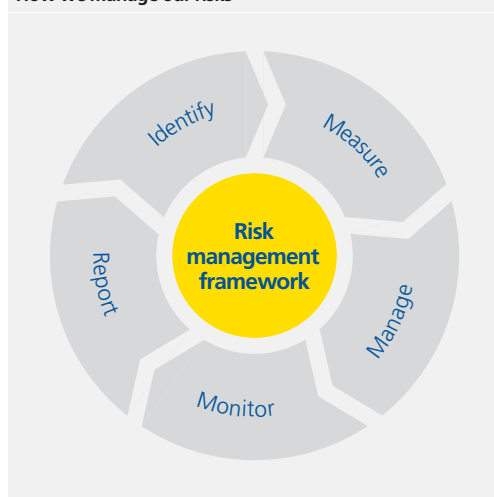 Identify
Measure
Manage
Monitor
Report
Risk
management
framework